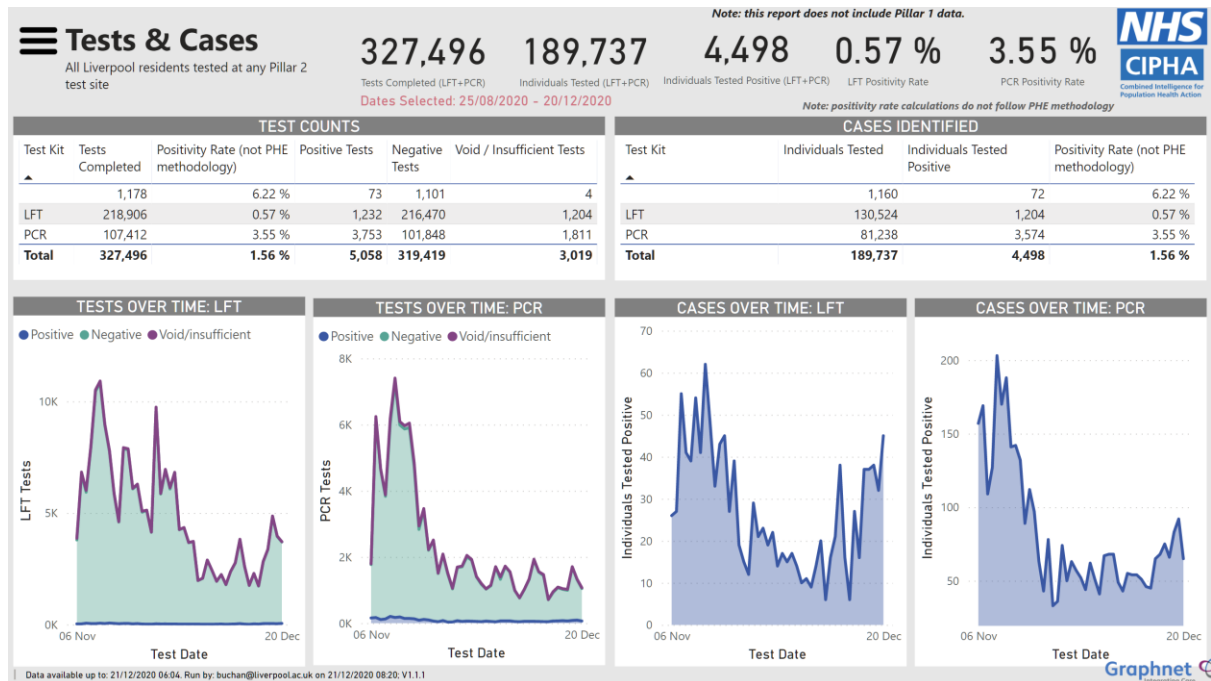 Note: this report does not include Pillar 1 data.
Tests & Cases
All Liverpool residents tested at any Pillar 2
test site
327,496 189,737 4,498 0.57 % 3.55 %
Tests Completed (LFT+PCR) Individuals Tested (LFT+PCR) Individuals Tested Positive (LFT+PCR) LFT Positivity Rate PCR Positivity Rate
Dates Selected: 25/08/2020 - 20/12/2020
Note: positivity rate calculations do not follow PHE methodology
NHS
CIPHA
Combined Intelligence for
Population Health Action
TEST COUNTS
Test Kit Tests Positivity Rate (not PHE Positive Tests Negative Void / Insufficient Tests
Completed methodology) Tests
1,178 6.22 % 73 1,101 4
LFT 218,906 0.57 % 1,232 216,470 1,204
PCR 107,412 3.55 % 3,753 101,848 1,811
Total 327,496 1.56 % 5,058 319,419 3,019
CASES IDENTIFIED
Test Kit Individuals Tested Individuals Tested Positivity Rate (not PHE
Positive methodology)
1,160 72 6.22 %
LFT 130,524 1,204 0.57 %
PCR 81,238 3,574 3.55 %
Total 189,737 4,498 1.56 %
TESTS OVER TIME: LFT
Positive Negative Void/insufficient
10K
5K
0K
LFT Tests
06 Nov 20 Dec
Test Date
TESTS OVER TIME: PCR
Positive Negative Void/insufficient
8K
6K
4K
2K
0K
PCR Tests
06 Nov 20 Dec
Test Date
CASES OVER TIME: LFT
70
60
50
40
30
20
10
0
Individuals Tested Positive
06 Nov 20 Dec
Test Date
CASES OVER TIME: PCR
200
150
100
50
Individuals Tested Positive
06 Nov 20 Dec
Test Date
Data available up to: 21/12/2020 06:04. Run by: buchan@liverpool.ac.uk on 21/12/2020 08:20; V1.1.1
Graphnet